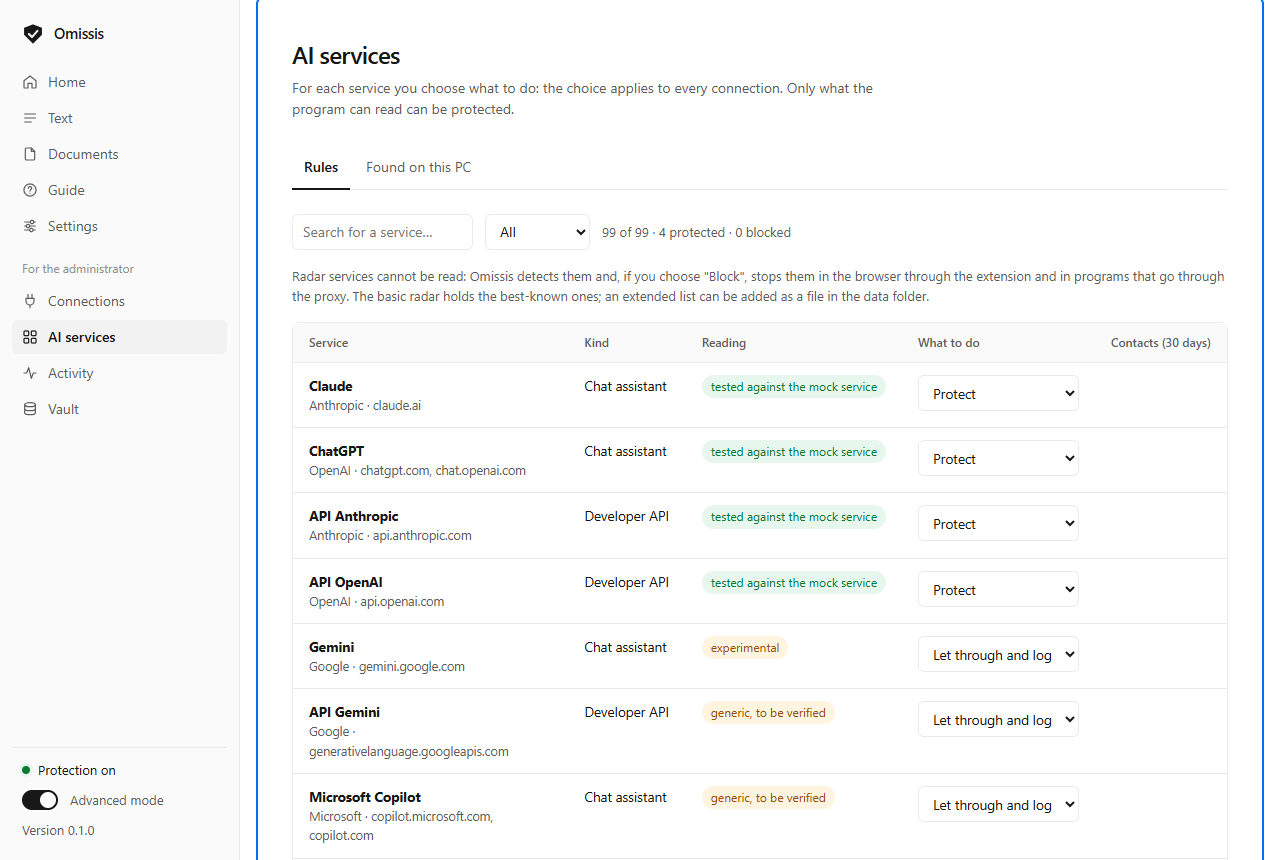 Omissis
Home
Text
Documents
Guide
Settings
For the administrator
Connections
AI services
Activity
Vault
Protection on
Advanced mode
Version 0.1.0
AI services
For each service you choose what to do: the choice applies to every connection. Only what the
program can read can be protected.
Rules Found on this PC
Search for a service... All 99 of 99 · 4 protected · 0 blocked
Radar services cannot be read: Omissis detects them and, if you choose "Block", stops them in the browser through the extension and in programs that go through
the proxy. The basic radar holds the best-known ones; an extended list can be added as a file in the data folder.
Service Kind Reading What to do Contacts (30 days)
Claude Chat assistant tested against the mock service Protect
Anthropic · claude.ai
ChatGPT Chat assistant tested against the mock service Protect
OpenAI · chatgpt.com, chat.openai.com
API Anthropic Developer API tested against the mock service Protect
Anthropic · api.anthropic.com
API OpenAI Developer API tested against the mock service Protect
OpenAI · api.openai.com
Gemini Chat assistant experimental Let through and log
Google · gemini.google.com
API Gemini Developer API generic, to be verified Let through and log
Google ·
generativelanguage.googleapis.com
Microsoft Copilot Chat assistant generic, to be verified Let through and log
Microsoft · copilot.microsoft.com,
copilot.com